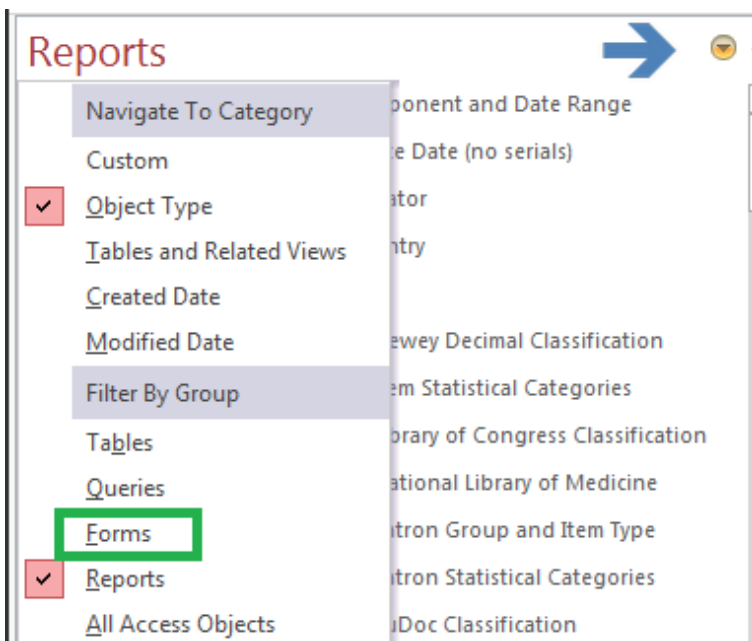 Reports
Navigate To Category
Custom
Object Type
Tables and Related Views
Created Date
Modified Date
Filter By Group
Tables
Queries
Forms
Reports
All Access Objects
ponent and Date Range
te Date (no serials)
ator
ntry
ewey Decimal Classification
em Statistical Categories
brary of Congress Classification
ational Library of Medicine
tron Group and Item Type
tron Statistical Categories
uDoc Classification